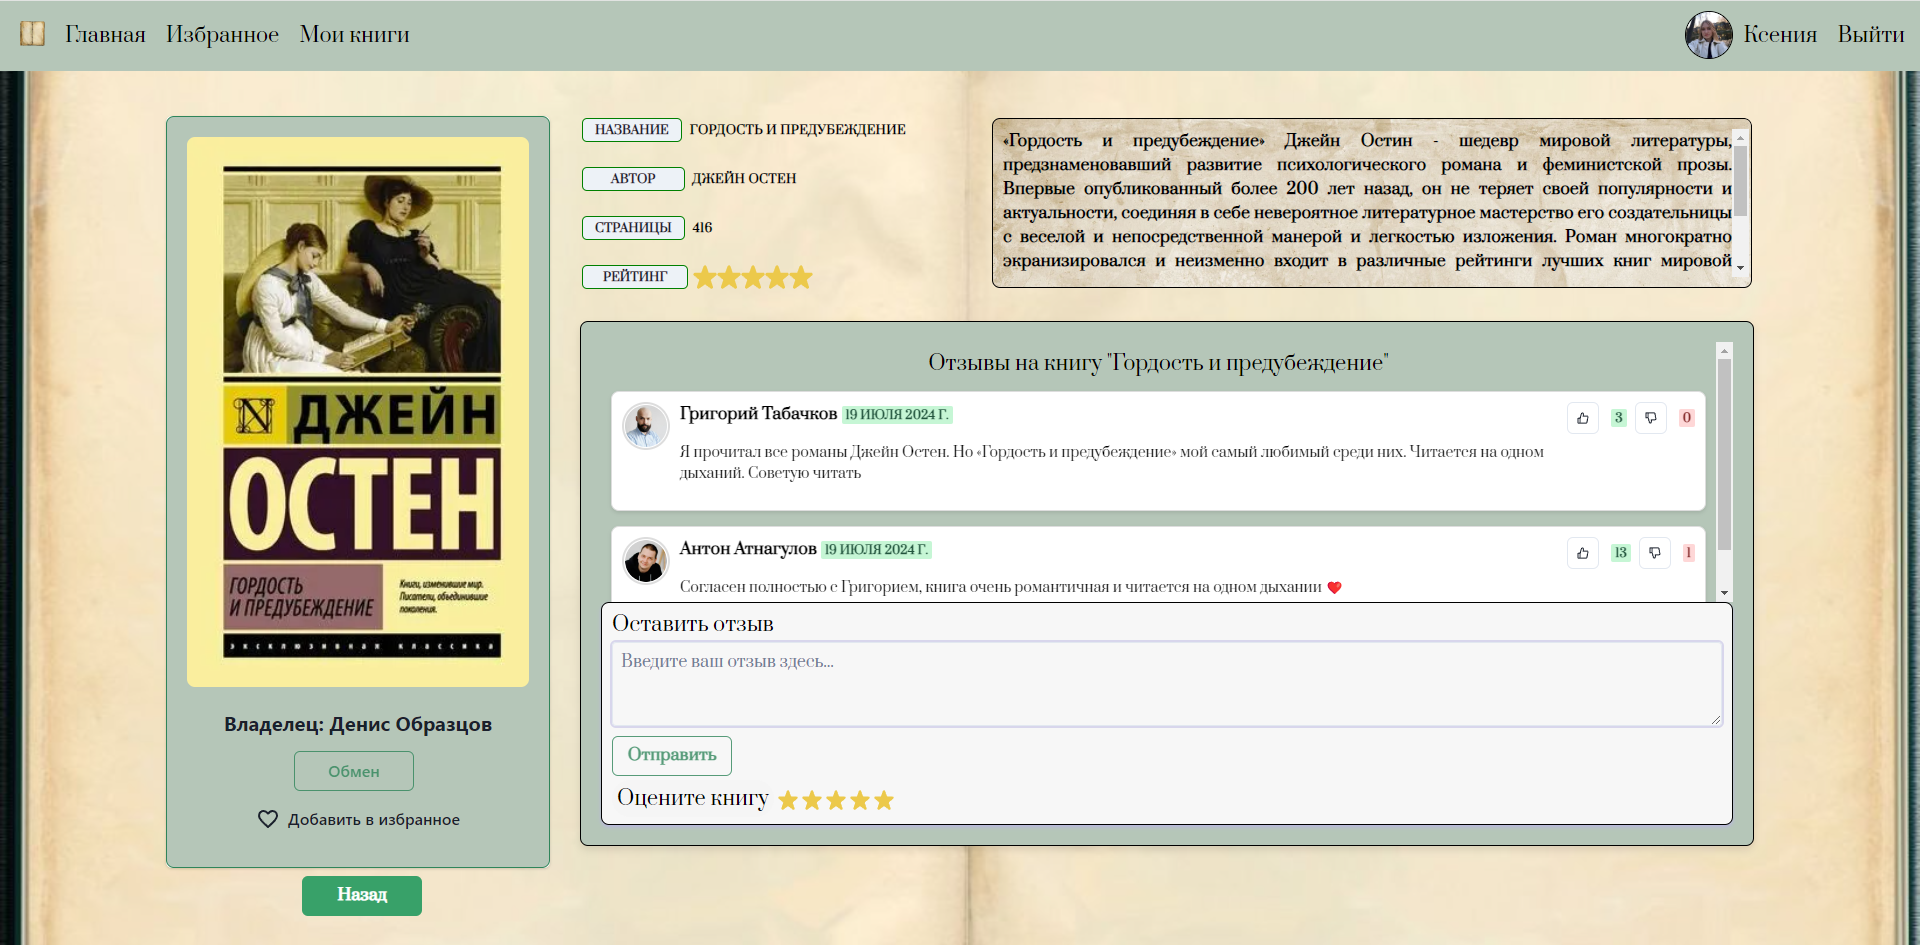 Главная Избранное Мои книги
Ксения Выйти
ДЖЕЙН
ОСТЕН
ГОРДОСТЬ
И ПРЕДУБЕЖДЕНИЕ
Книги, изменившие мир.
Писатели, объединившие
поколения.
эксклюзивная классика
Владелец: Денис Образцов
Обмен
Добавить в избранное
Назад
НАЗВАНИЕ ГОРДОСТЬ И ПРЕДУБЕЖДЕНИЕ
АВТОР ДЖЕЙН ОСТЕН
СТРАНИЦЫ 416
РЕЙТИНГ
«Гордость и предубеждение» Джейн Остин - шедевр мировой литературы,
предзнаменовавший развитие психологического романа и феминистской прозы.
Впервые опубликованный более 200 лет назад, он не теряет своей популярности и
актуальности, соединяя в себе невероятное литературное мастерство его создательницы
с веселой и непосредственной манерой и легкостью изложения. Роман многократно
экранизировался и неизменно входит в различные рейтинги лучших книг мировой
Отзывы на книгу "Гордость и предубеждение"
Григорий Табачков 19 ИЮЛЯ 2024 Г. 3 0
Я прочитал все романы Джейн Остен. Но «Гордость и предубеждение» мой самый любимый среди них. Читается на одном
дыханий. Советую читать
Антон Атнагулов 19 ИЮЛЯ 2024 Г. 13 1
Согласен полностью с Григорием, книга очень романтичная и читается на одном дыхании ❤️
Оставить отзыв
Введите ваш отзыв здесь...
Отправить
Оцените книгу